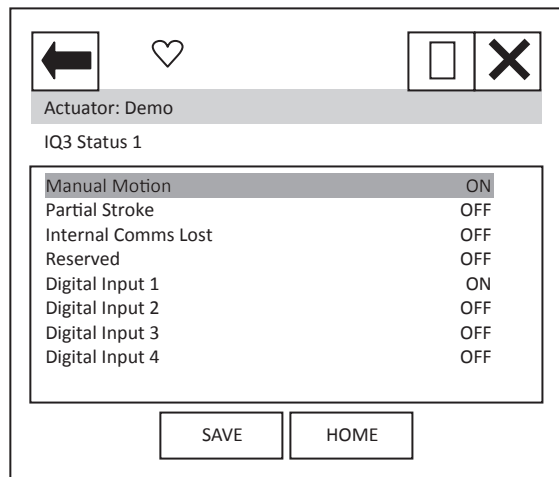 Actuator: Demo
IQ3 Status 1
Manual Motion ON
Partial Stroke OFF
Internal Comms Lost OFF
Reserved OFF
Digital Input 1 ON
Digital Input 2 OFF
Digital Input 3 OFF
Digital Input 4 OFF
SAVE HOME